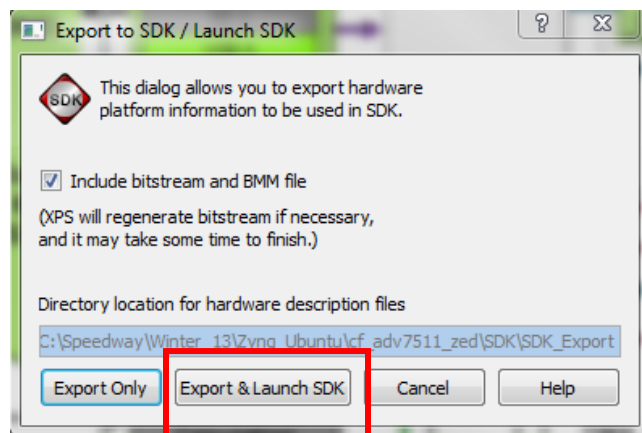 Export to SDK / Launch SDK
SDK
This dialog allows you to export hardware
platform information to be used in SDK.
Include bitstream and BMM file
(XPS will regenerate bitstream if necessary,
and it may take some time to finish.)
Directory location for hardware description files
C:\Speedway\Winter_13\Zynq_Ubuntu\cf_adv7511_zed\SDK\SDK_Export
Export Only Export & Launch SDK Cancel Help